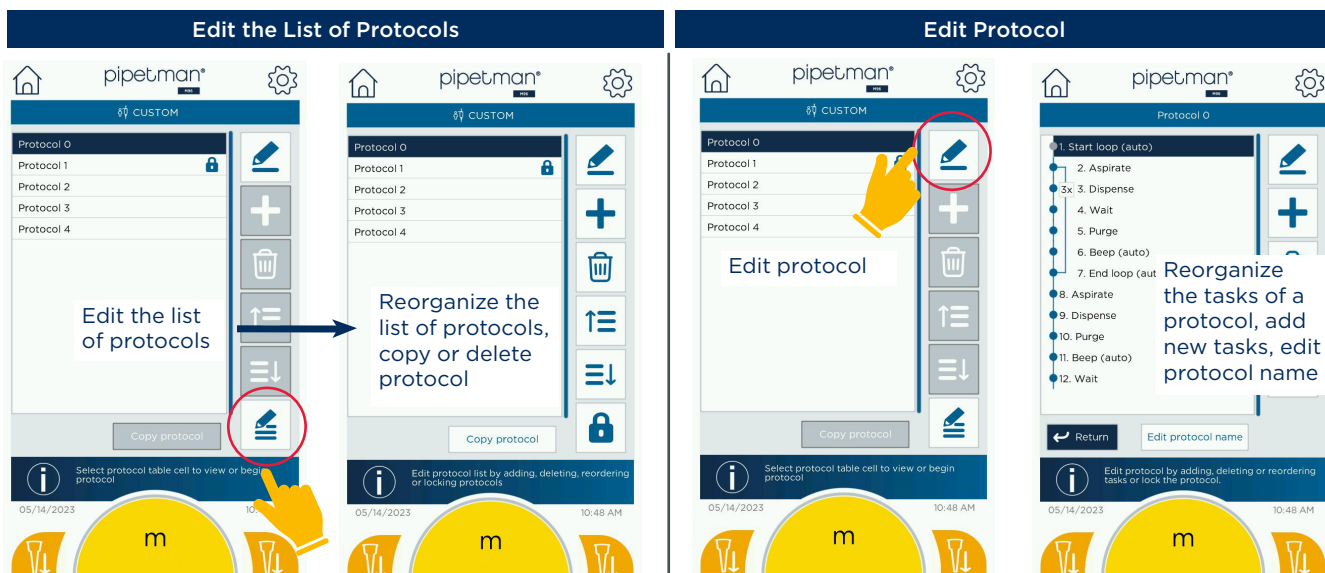 Edit the List of Protocols
pipetman®
M96
CUSTOM
Protocol 0
Protocol 1
Protocol 2
Protocol 3
Protocol 4
Edit the list
of protocols
Copy protocol
Select protocol table cell to view or begin
protocol
05/14/2023
10:
m
pipetman®
M96
CUSTOM
Protocol 0
Protocol 1
Protocol 2
Protocol 3
Protocol 4
Reorganize the
list of protocols,
copy or delete
protocol
Copy protocol
Edit protocol list by adding, deleting, reordering
or locking protocols
05/14/2023
10:48 AM
m
Edit Protocol
pipetman®
M96
CUSTOM
Protocol 0
Protocol 1
Protocol 2
Protocol 3
Protocol 4
Edit protocol
Copy protocol
Select protocol table cell to view or begin
protocol
05/14/2023
10:48 AM
m
pipetman®
M96
Protocol 0
1. Start loop (auto)
2. Aspirate
3x 3. Dispense
4. Wait
5. Purge
6. Beep (auto)
7. End loop (aut
8. Aspirate
9. Dispense
10. Purge
11. Beep (auto)
12. Wait
Reorganize
the tasks of a
protocol, add
new tasks, edit
protocol name
Return
Edit protocol name
Edit protocol by adding, deleting or reordering
tasks or lock the protocol.
05/14/2023
10:48 AM
m